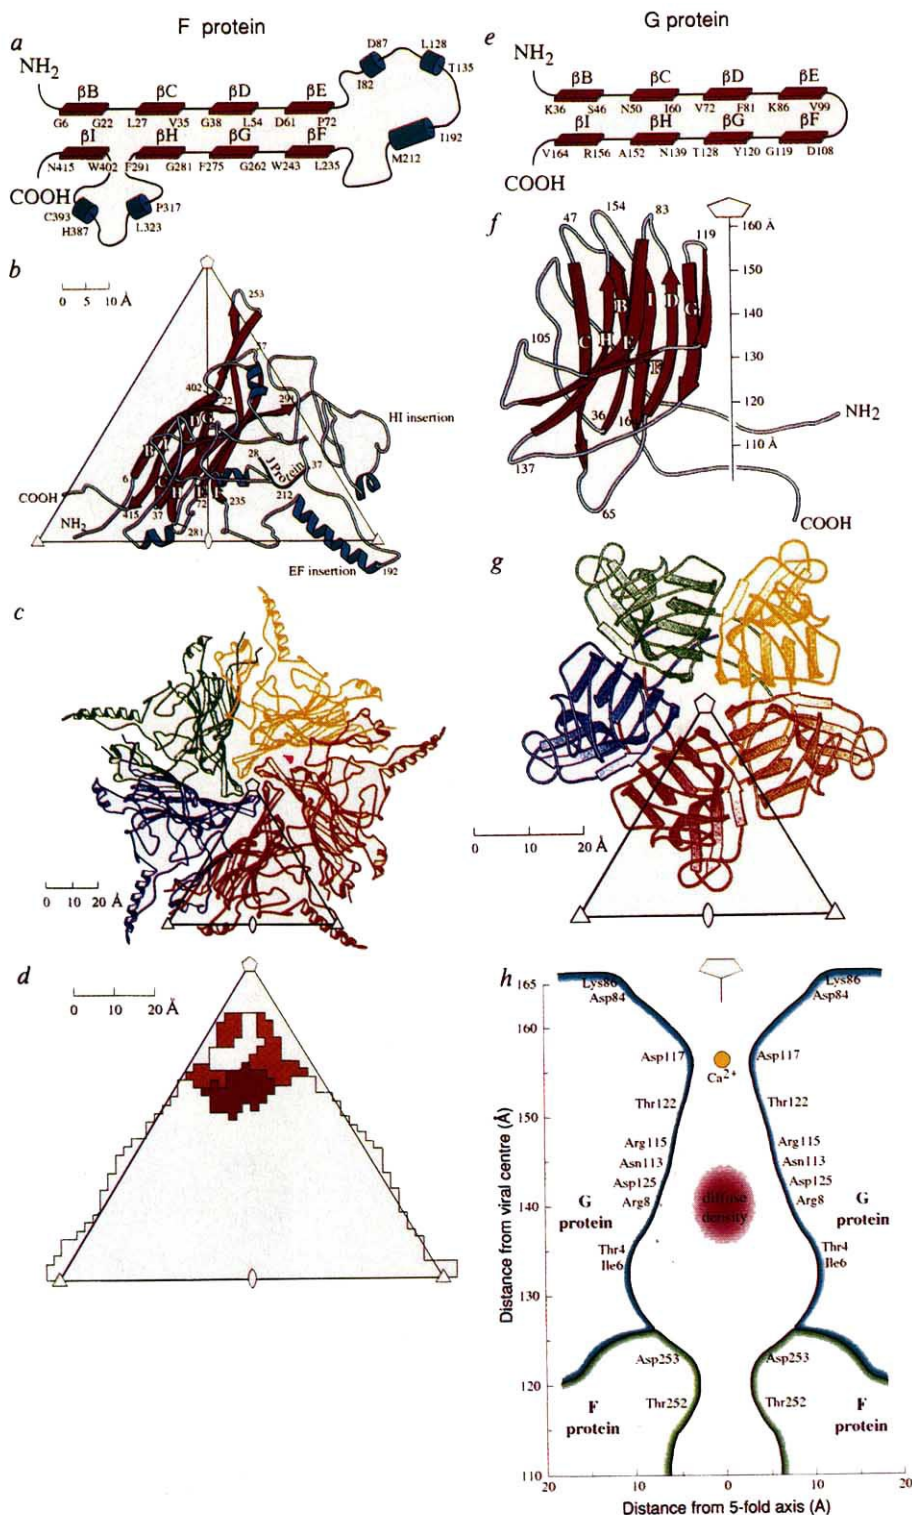 F protein
a
NH2
βB βC βD βE
G6 G22 L27 V35 G38 L54 D61 P72
βI βH βG βF
N415 W402 F291 G281 F275 G262 W243 L235
COOH
C393
H387
L323
P317
I82
D87
L128
T135
I192
M212
b
0 5 10 Å
253
402
22
291
HI insertion
28
J Protein
37
212
6
COOH
415
NH2
37
72
235
281
EF insertion
192
c
0 10 20 Å
d
0 10 20 Å
G protein
e
NH2
βB βC βD βE
K36 S46 N50 I60 V72 F81 K86 V99
βI βH βG βF
V164 R156 A152 N139 T128 Y120 G119 D108
COOH
f
47
154
83
119
160 Å
150
140
130
120
110
B I D G
C H E
F
105
36
137
65
NH2
COOH
g
0 10 20 Å
h
165
160
150
140
130
120
110
Distance from viral centre (Å)
Lys86 Lys86
Asp84 Asp84
Asp117 Asp117
Ca2+
Thr122 Thr122
Arg115 Arg115
Asn113 Asn113
Asp125 Asp125
Arg8 Arg8
diffuse
density
G
protein
G
protein
Thr4 Thr4
Ile6 Ile6
Asp253 Asp253
Thr252 Thr252
F
protein
F
protein
20 10 0 10 20
Distance from 5-fold axis (Å)